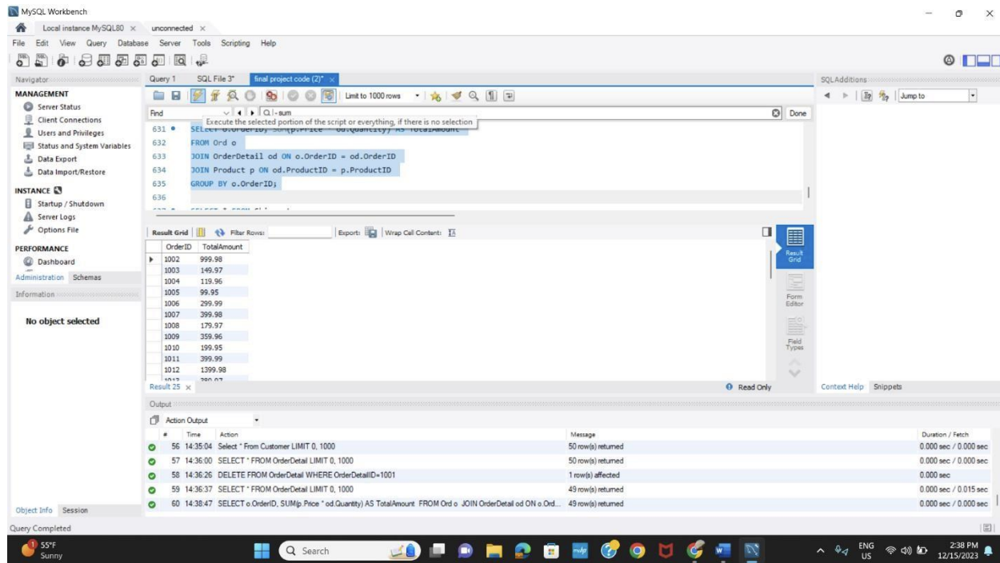 MySQL Workbench
Local instance MySQL80 × unconnected ×
File Edit View Query Database Server Tools Scripting Help
Navigator
MANAGEMENT
Server Status
Client Connections
Users and Privileges
Status and System Variables
Data Export
Data Import/Restore
INSTANCE
Startup / Shutdown
Server Logs
Options File
PERFORMANCE
Dashboard
Administration Schemas
Information
No object selected
Object Info Session
Query 1 SQL File 3* final project code (2)* ×
Limit to 1000 rows
Find sum Done
Execute the selected portion of the script or everything, if there is no selection
631 SELECT o.OrderID, SUM(p.Price * od.Quantity) AS TotalAmount
632 FROM Ord o
633 JOIN OrderDetail od ON o.OrderID = od.OrderID
634 JOIN Product p ON od.ProductID = p.ProductID
635 GROUP BY o.OrderID;
636
Result Grid Filter Rows: Export: Wrap Cell Content:
OrderID TotalAmount
1002 999.98
1003 149.97
1004 119.96
1005 99.95
1006 299.99
1007 399.98
1008 179.97
1009 359.96
1010 199.95
1011 399.99
1012 1399.98
Result Grid
Form Editor
Field Types
Result 25 × Read Only
SQLAdditions
Jump to
Context Help Snippets
Output
Action Output
# Time Action Message Duration / Fetch
56 14:35:04 Select * From Customer LIMIT 0, 1000 50 row(s) returned 0.000 sec / 0.000 sec
57 14:36:00 SELECT * FROM OrderDetail LIMIT 0, 1000 50 row(s) returned 0.000 sec / 0.000 sec
58 14:36:26 DELETE FROM OrderDetail WHERE OrderDetailID=1001 1 row(s) affected 0.000 sec
59 14:36:37 SELECT * FROM OrderDetail LIMIT 0, 1000 49 row(s) returned 0.000 sec / 0.015 sec
60 14:38:47 SELECT o.OrderID, SUM(p.Price * od.Quantity) AS TotalAmount FROM Ord o JOIN OrderDetail od ON o.Ord... 49 row(s) returned 0.000 sec / 0.000 sec
Query Completed
1 55°F
Sunny
Search
ENG
US
2:38 PM
12/15/2023